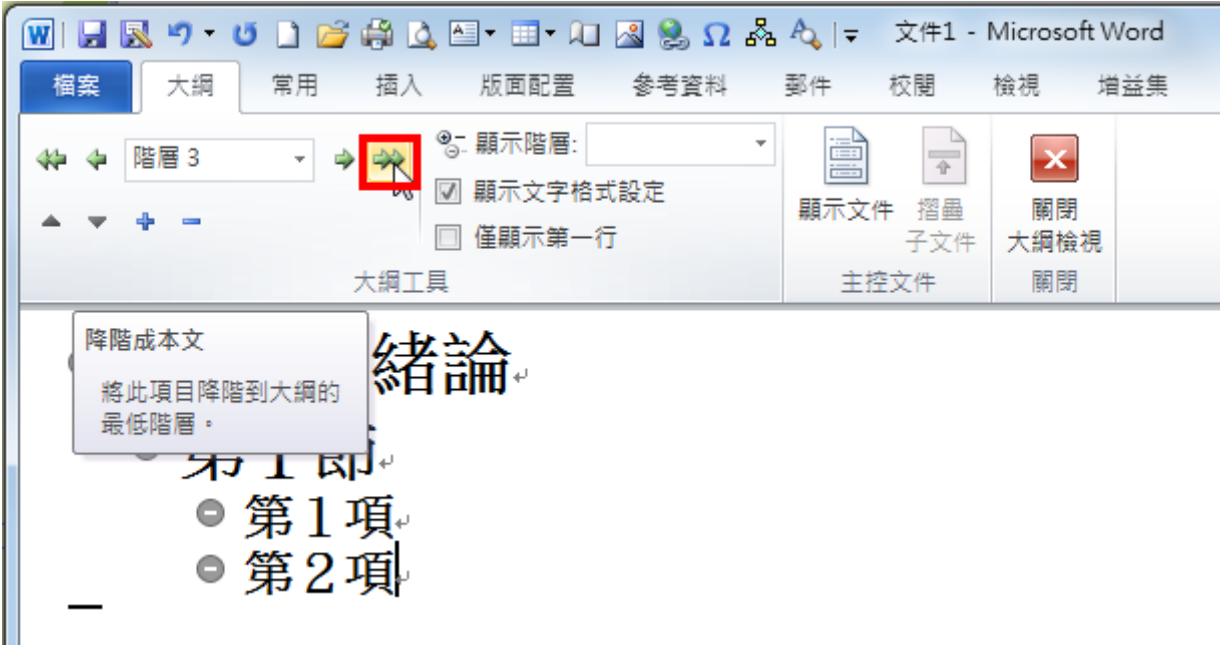 文件1 - Microsoft Word
檔案 大綱 常用 插入 版面配置 參考資料 郵件 校閱 檢視 增益集
階層 3
顯示階層:
顯示文字格式設定
僅顯示第一行
大綱工具
顯示文件
摺疊
子文件
主控文件
關閉
大綱檢視
關閉
降階成本文
將此項目降階到大綱的
最低階層。
緒論
第1節
第1項
第2項